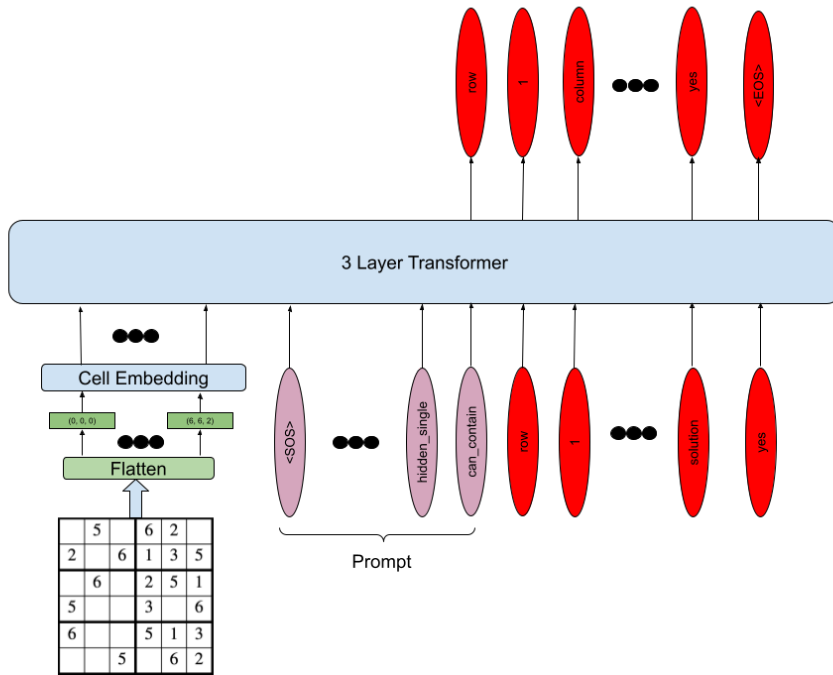 row
1
column
yes
<EOS>
3 Layer Transformer
Cell Embedding
(0, 0, 0)
(6, 6, 2)
Flatten
<SOS>
hidden_single
can_contain
row
1
solution
yes
Prompt
5 6 2
2 6 1 3 5
6 2 5 1
5 3 6
6 5 1 3
5 6 2